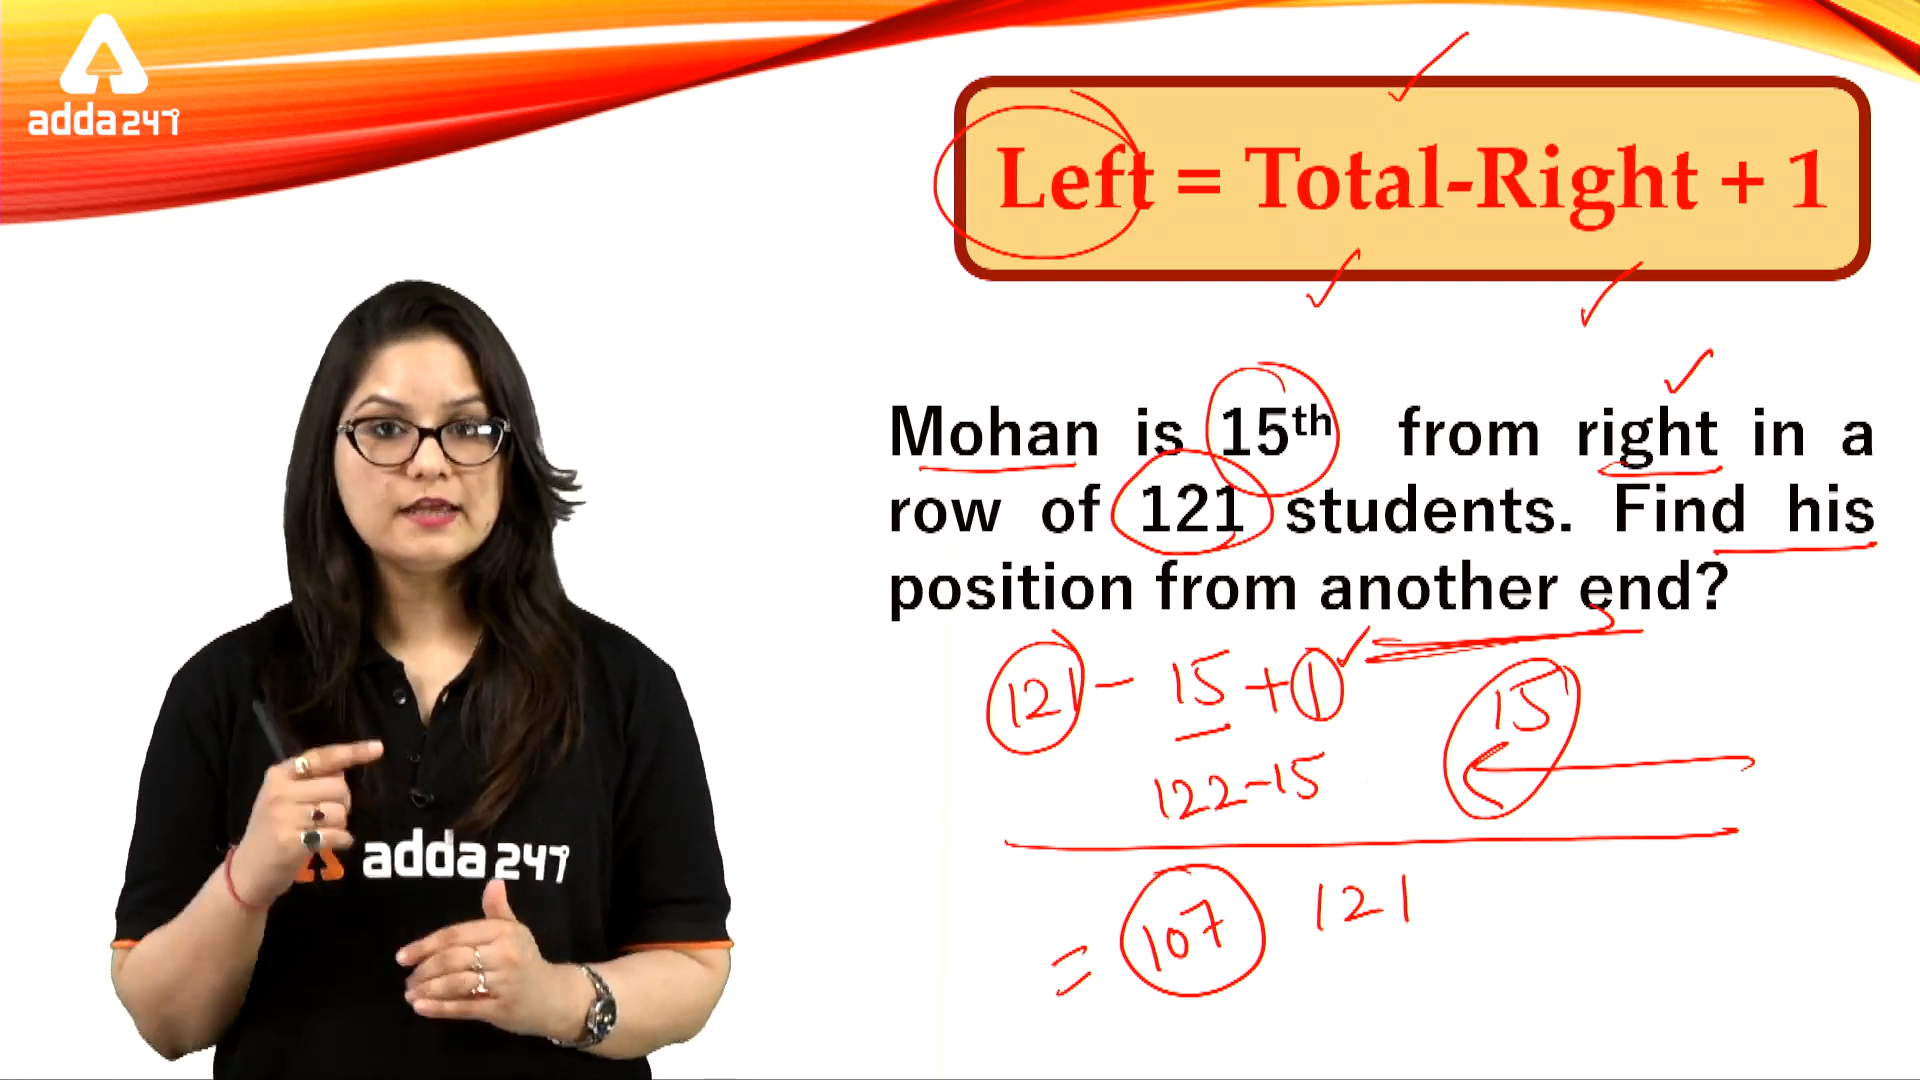 adda247
Left = Total-Right + 1
Mohan is 15th from right in a
row of 121 students. Find his
position from another end?
121 - 15 + 1
15
122-15
= 107 121
adda247